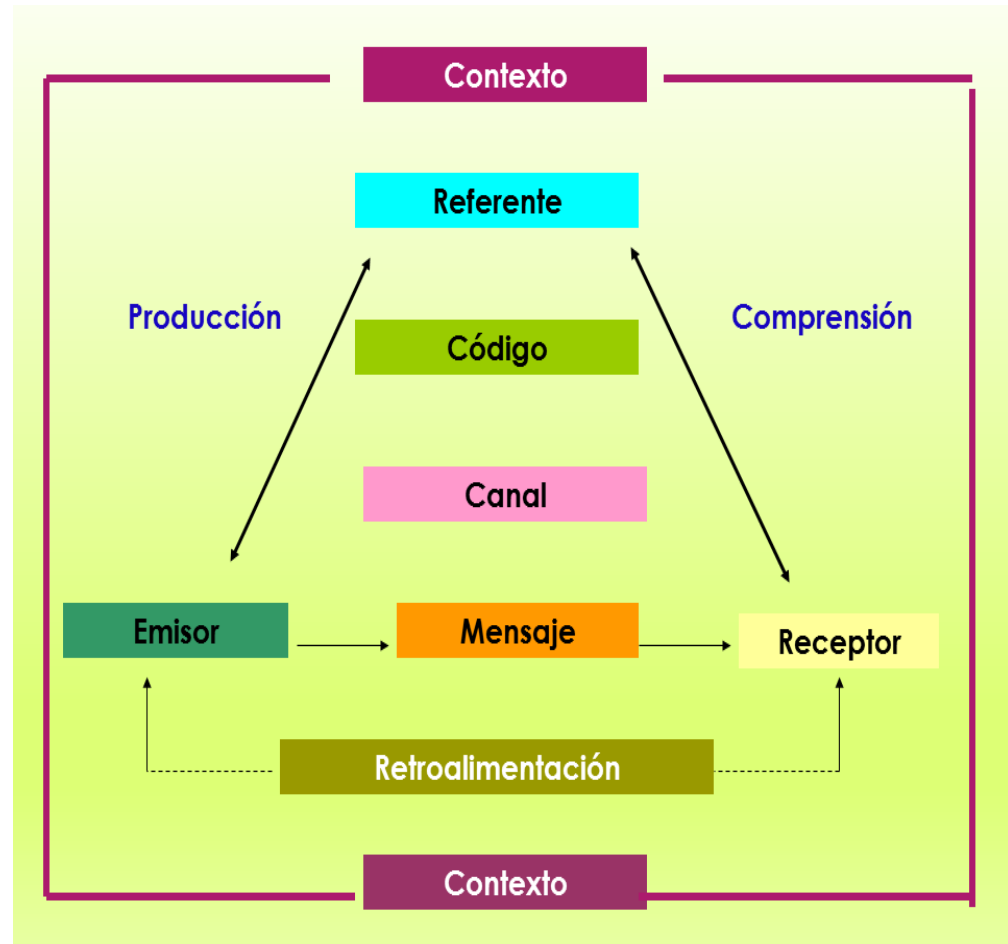 Contexto
Referente
Producción
Comprensión
Código
Canal
Emisor
Mensaje
Receptor
Retroalimentación
Contexto